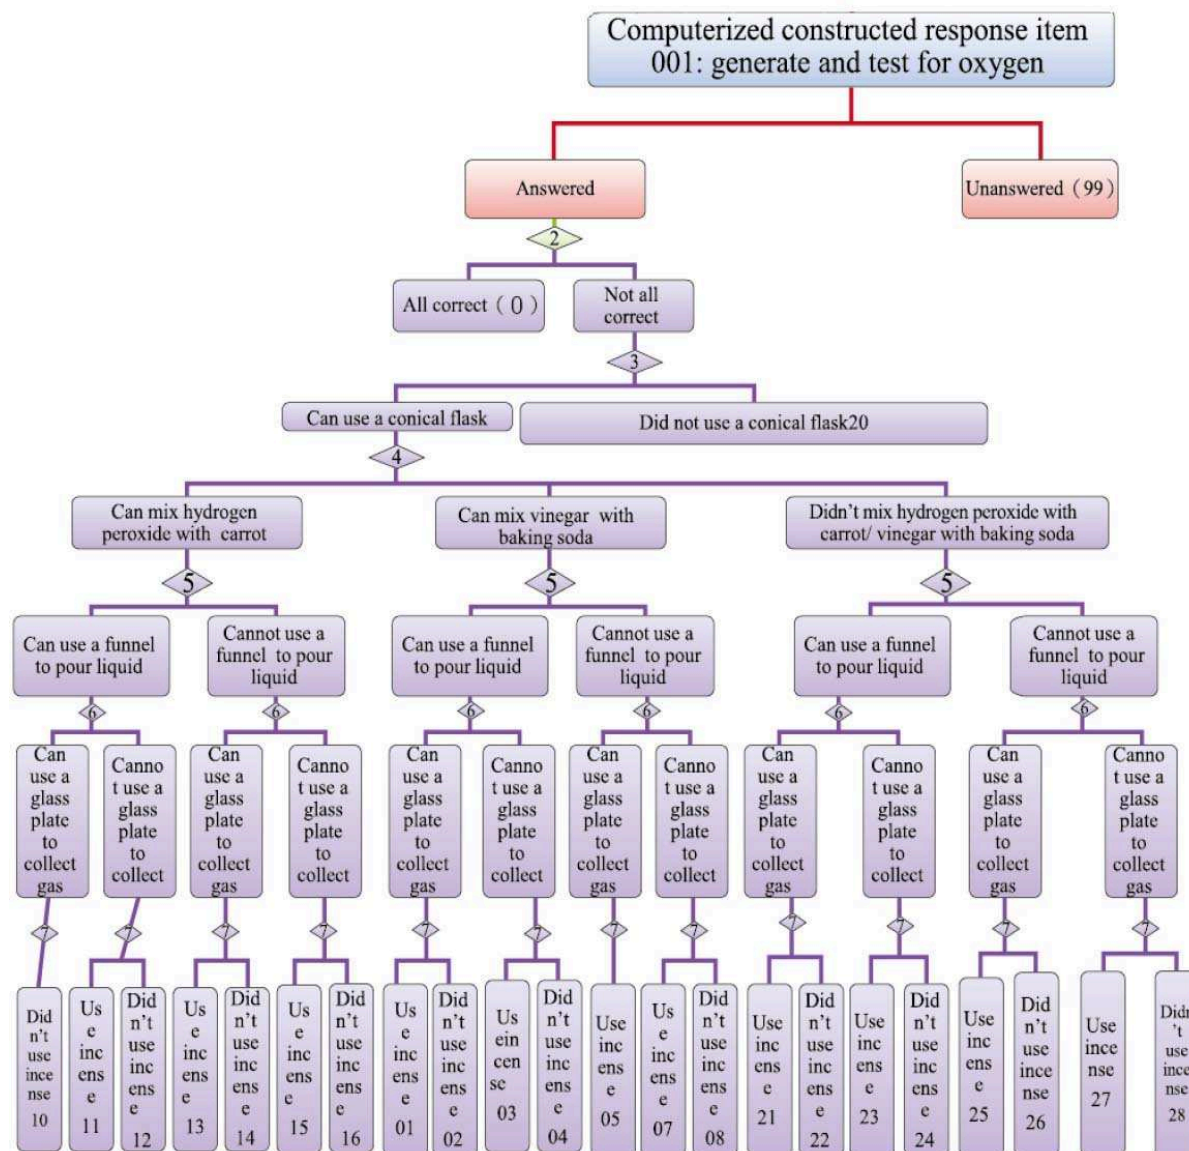 Computerized constructed response item
001: generate and test for oxygen
Answered
Unanswered（99）
2
All correct（0）
Not all
correct
3
Can use a conical flask
Did not use a conical flask20
4
Can mix hydrogen
peroxide with carrot
Can mix vinegar with
baking soda
Didn't mix hydrogen peroxide with
carrot/ vinegar with baking soda
5
5
5
Can use a funnel
to pour liquid
Cannot use a
funnel to pour
liquid
Can use a funnel
to pour liquid
Cannot use a
funnel to pour
liquid
Can use a funnel
to pour liquid
Cannot use a
funnel to pour
liquid
6
6
6
6
6
6
Can
use a
glass
plate
to
collect
gas
Canno
t use a
glass
plate
to
collect
Can
use a
glass
plate
to
collect
gas
Canno
t use a
glass
plate
to
collect
Can
use a
glass
plate
to
collect
gas
Canno
t use a
glass
plate
to
collect
Can
use a
glass
plate
to
collect
gas
Canno
t use a
glass
plate
to
collect
Can
use a
glass
plate
to
collect
gas
Canno
t use a
glass
plate
to
collect
Can
use a
glass
plate
to
collect
gas
Canno
t use a
glass
plate
to
collect
gas
7
7
7
7
7
7
7
7
7
7
7
7
Did
n't
use
ince
nse
10
Us
e
inc
ens
e
11
Did
n't
use
inc
ens
e
12
Us
e
inc
ens
e
13
Did
n't
use
inc
ens
e
14
Use
inc
ens
e
15
Did
n't
use
inc
ens
e
16
Us
e
inc
ens
e
01
Did
n't
use
inc
ens
e
02
Us
ein
cen
se
03
Did
n't
use
inc
ens
e
04
Use
inc
ens
e
05
Us
e
inc
ens
e
07
Did
n't
use
inc
ens
e
08
Use
inc
ens
e
21
Did
n't
use
inc
ens
e
22
Use
inc
ens
e
23
Did
n't
use
inc
ens
e
24
Use
inc
ens
e
25
Did
n't
use
inc
ense
26
Use
ince
nse
27
Didn
't
use
ince
nse
28